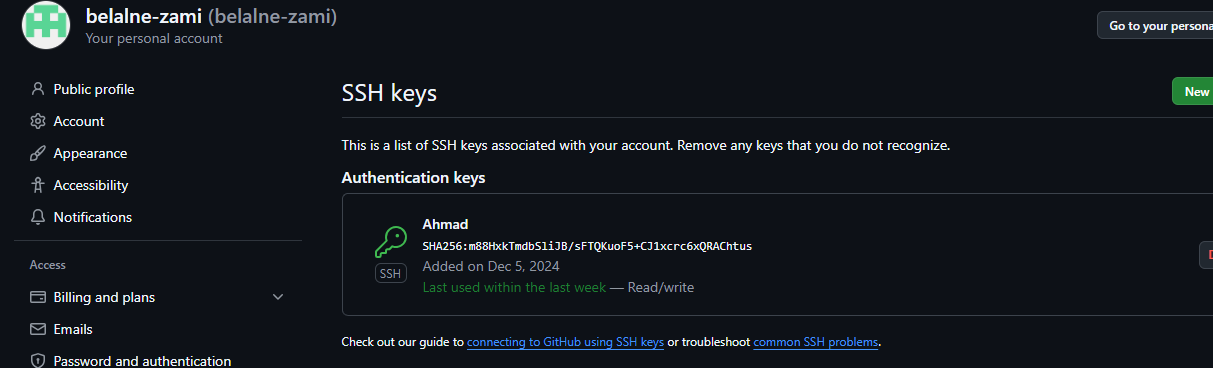 belalne-zami (belalne-zami)
Your personal account
Go to your persona
Public profile
Account
Appearance
Accessibility
Notifications
Access
Billing and plans
Emails
Password and authentication
SSH keys
New
This is a list of SSH keys associated with your account. Remove any keys that you do not recognize.
Authentication keys
Ahmad
SHA256:m88HxkTmdbSliJB/sFTQKuoF5+CJ1xcrc6xQRAChtus
Added on Dec 5, 2024
Last used within the last week — Read/write
SSH
D
Check out our guide to connecting to GitHub using SSH keys or troubleshoot common SSH problems.